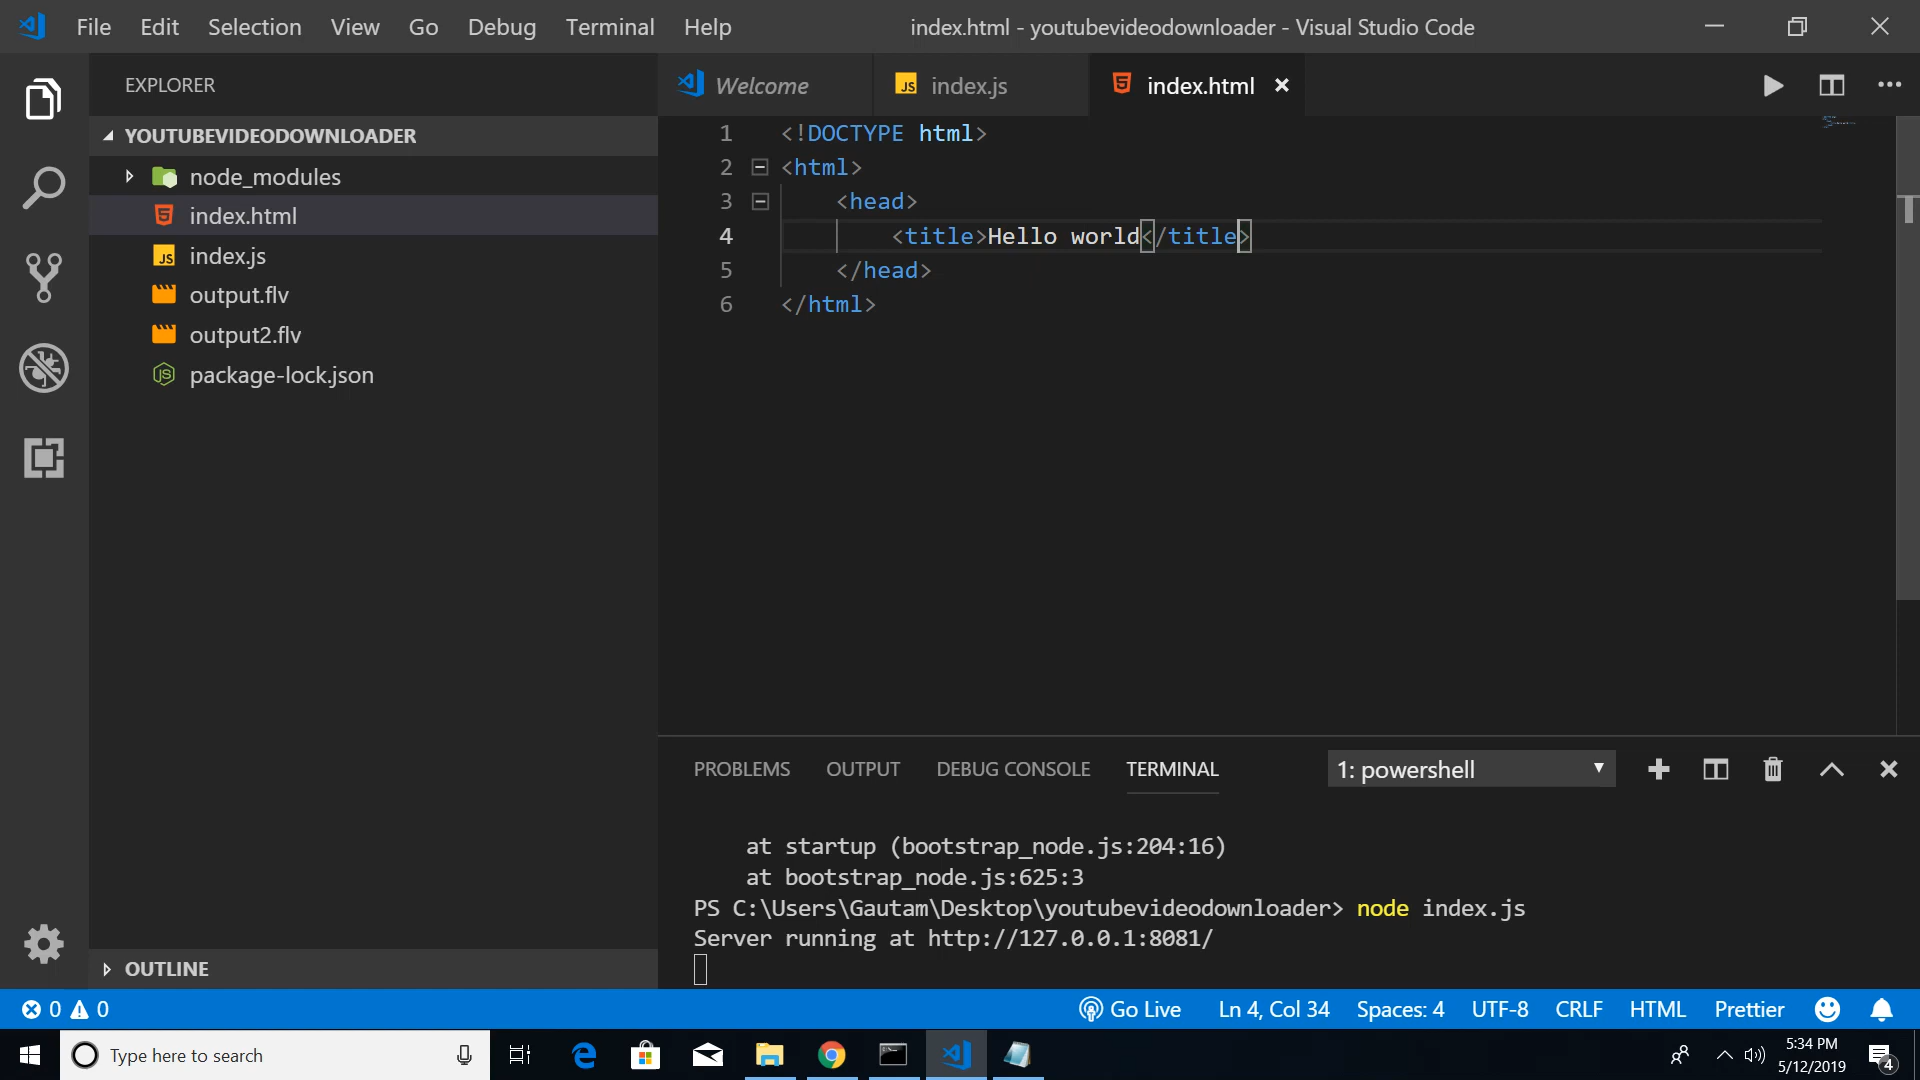 File Edit Selection View Go Debug Terminal Help
index.html - youtubevideodownloader - Visual Studio Code
EXPLORER
YOUTUBEVIDEODOWNLOADER
node_modules
index.html
JS index.js
output.flv
output2.flv
JS package-lock.json
OUTLINE
Welcome
JS index.js
index.html
1 <!DOCTYPE html>
2 <html>
3 <head>
4 <title>Hello world</title>
5 </head>
6 </html>
PROBLEMS OUTPUT DEBUG CONSOLE TERMINAL
1: powershell
at startup (bootstrap_node.js:204:16)
at bootstrap_node.js:625:3
PS C:\Users\Gautam\Desktop\youtubevideodownloader> node index.js
Server running at http://127.0.0.1:8081/
0 0
Go Live Ln 4, Col 34 Spaces: 4 UTF-8 CRLF HTML Prettier
Type here to search
5:34 PM
5/12/2019
4